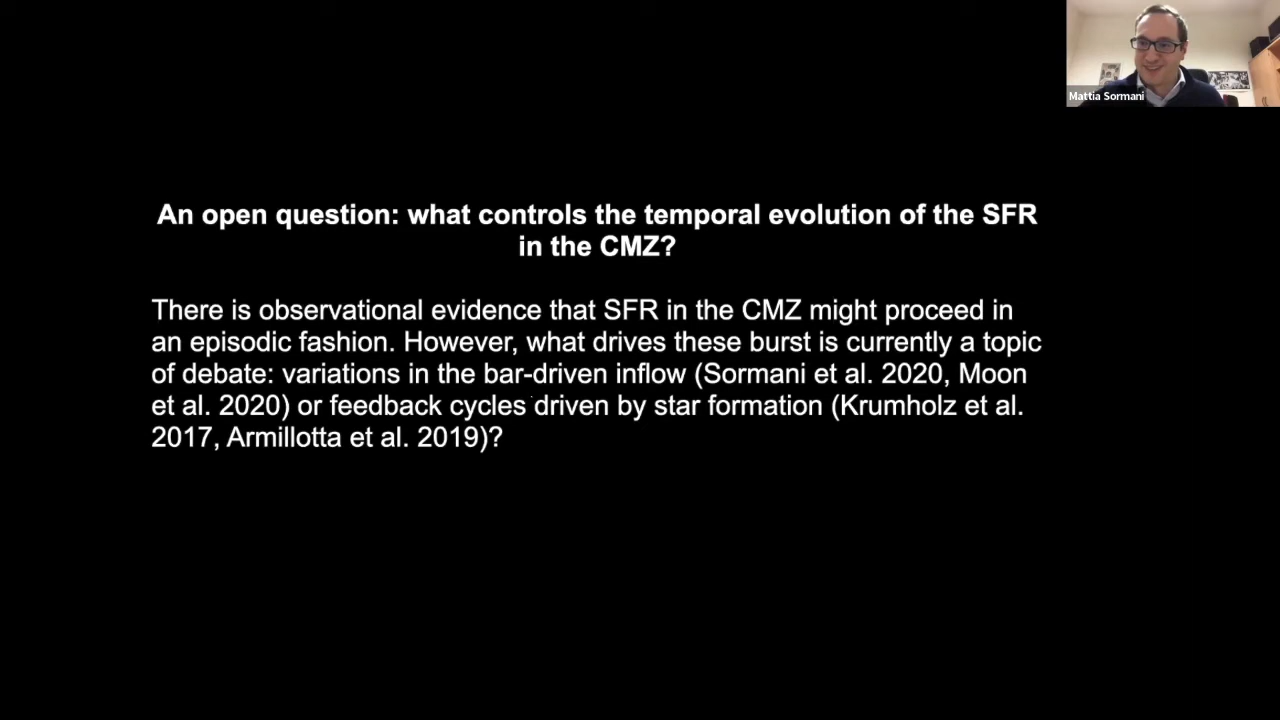 Mattia Sormani
An open question: what controls the temporal evolution of the SFR
in the CMZ?
There is observational evidence that SFR in the CMZ might proceed in
an episodic fashion. However, what drives these burst is currently a topic
of debate: variations in the bar-driven inflow (Sormani et al. 2020, Moon
et al. 2020) or feedback cycles driven by star formation (Krumholz et al.
2017, Armillotta et al. 2019)?